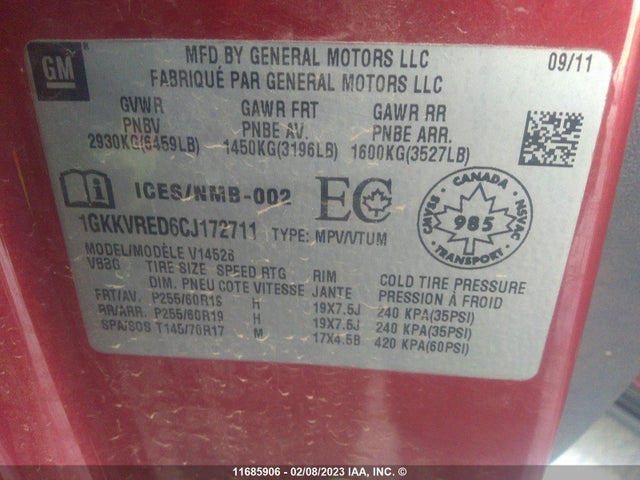 GM
MFD BY GENERAL MOTORS LLC 09/11
FABRIQUÉ PAR GENERAL MOTORS LLC
GVWR GAWR FRT GAWR RR
PNBV PNBE AV. PNBE ARR.
2930KG(6459LB) 1450KG(3196LB) 1600KG(3527LB)
ICES/NMB-002 EC
CANADA
CMVSS 985 NSVAC
TRANSPORT
1GKKVRED6CJ172711 TYPE: MPV/VTUM
MODEL/MODÈLE V14526
TIRE SIZE SPEED RTG RIM COLD TIRE PRESSURE
DIM. PNEU COTE VITESSE JANTE PRESSION À FROID
FRT/AV. P255/60R19 H 19X7.5J 240 KPA(35PSI)
RR/ARR. P255/60R19 H 19X7.5J 240 KPA(35PSI)
SPA/SOS T145/70R17 M 17X4.5B 420 KPA(60PSI)
11685906 - 02/08/2023 IAA, INC. ©